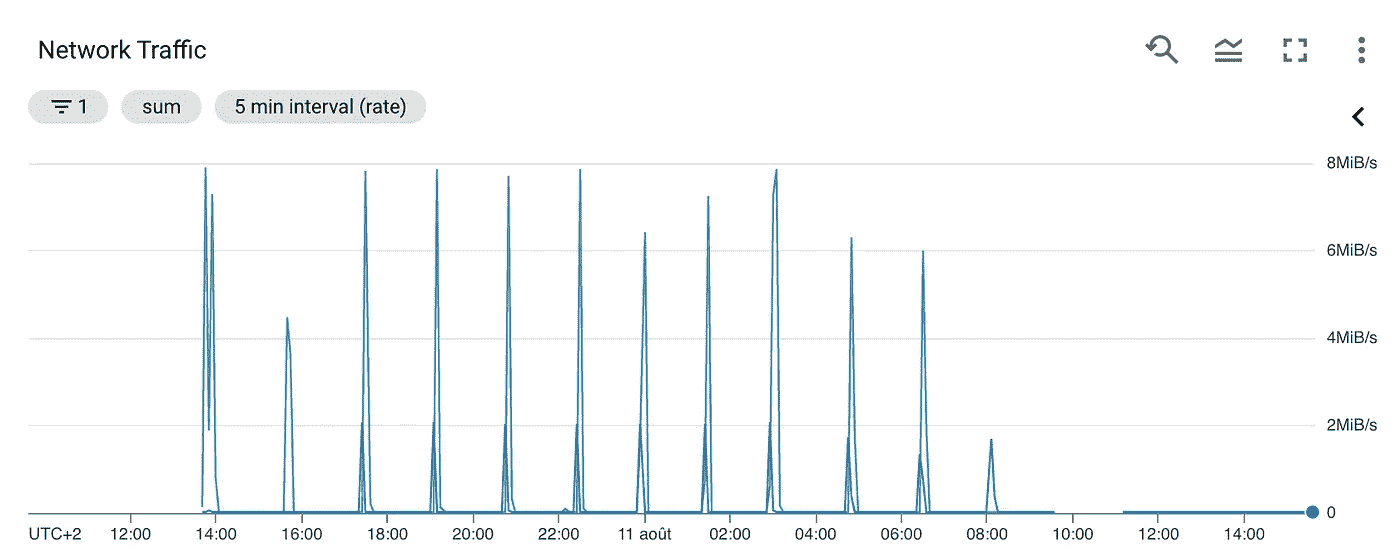 Network Traffic
1 sum 5 min interval (rate)
8MiB/s
6MiB/s
4MiB/s
2MiB/s
0
UTC+2 12:00 14:00 16:00 18:00 20:00 22:00 11 août 02:00 04:00 06:00 08:00 10:00 12:00 14:00